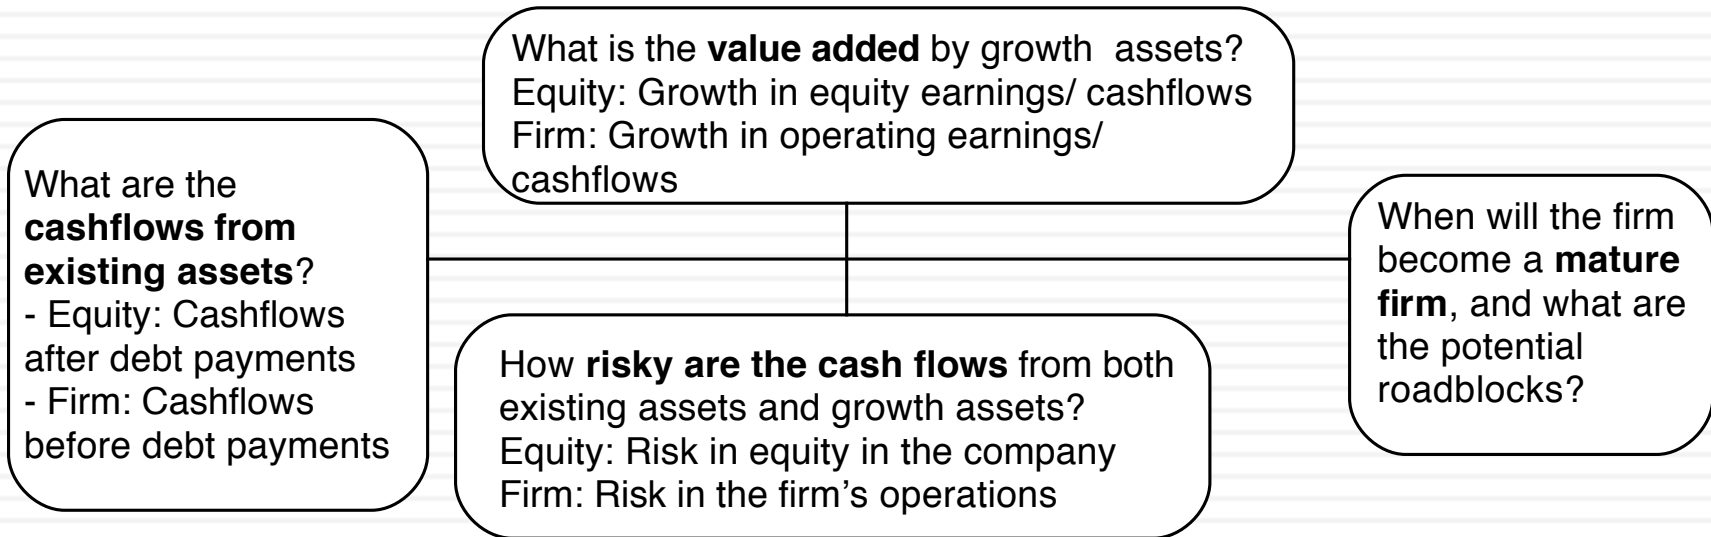 What is the value added by growth  assets?
Equity: Growth in equity earnings/ cashflows
Firm: Growth in operating earnings/
cashflows
What are the
cashflows from
existing assets?
- Equity: Cashflows
after debt payments
- Firm: Cashflows
before debt payments
How risky are the cash flows from both
existing assets and growth assets?
Equity: Risk in equity in the company
Firm: Risk in the firm’s operations
When will the firm
become a mature
firm, and what are
the potential
roadblocks?